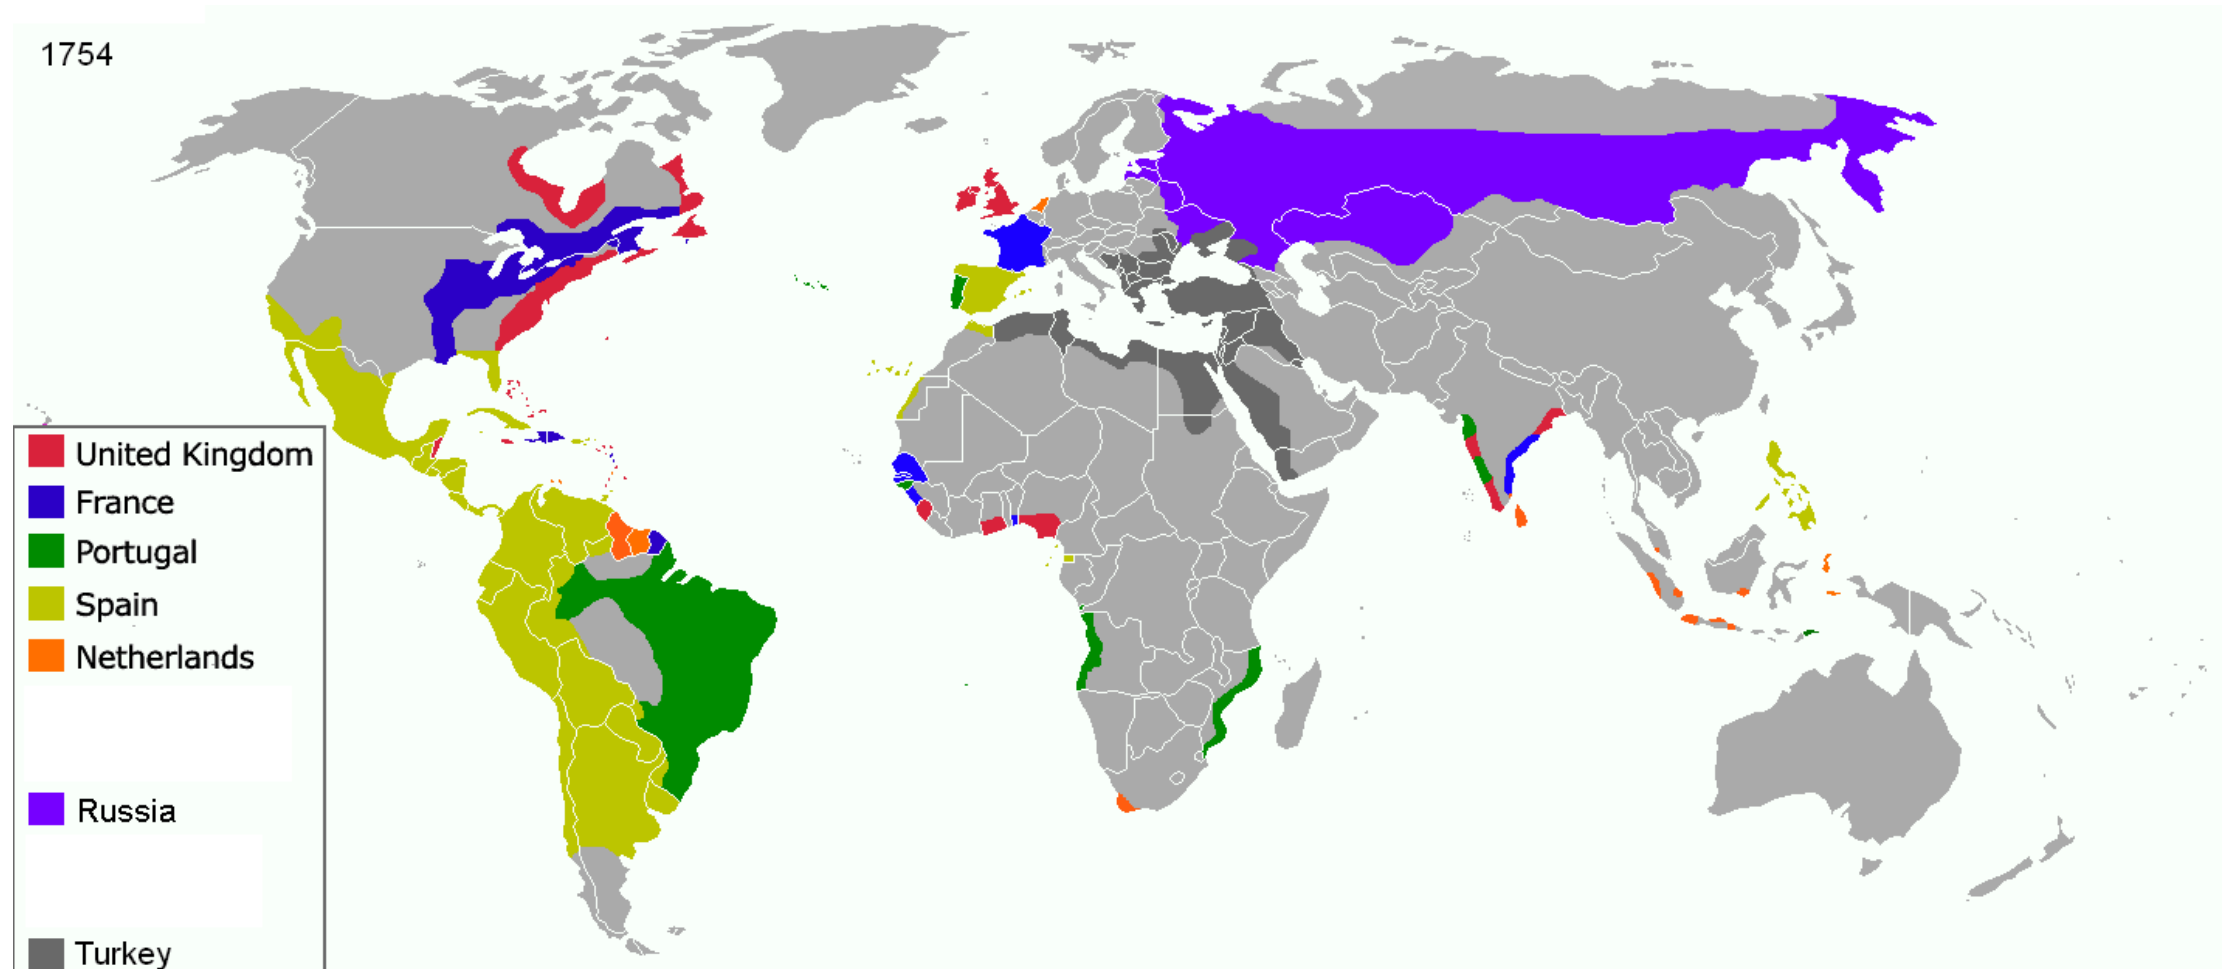 1754
United Kingdom
France
Portugal
Spain
Netherlands
Russia
Turkey